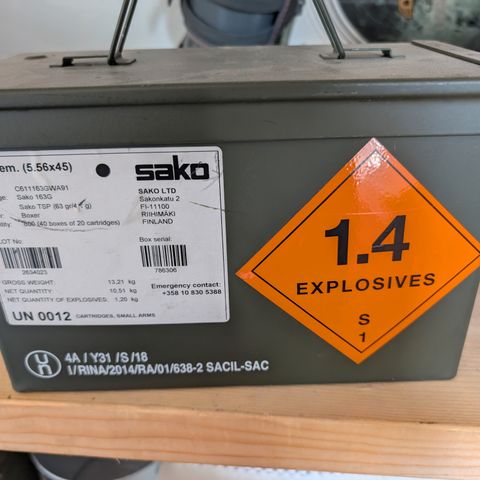 em. (5.56x45)
sako
C611163GWA91
Sako 163G
Sako TSP (63 gr/4,1 g)
Boxer
800 (40 boxes of 20 cartridges)
SAKO LTD
Sakonkatu 2
FI-11100
RIIHIMÄKI
FINLAND
LOT No:
2634023
Box serial:
786306
GROSS WEIGHT: 13,21 kg
NET QUANTITY: 10,51 kg
NET QUANTITY OF EXPLOSIVES: 1,20 kg
Emergency contact:
+358 10 830 5388
UN 0012 CARTRIDGES, SMALL ARMS
1.4
EXPLOSIVES
S
1
4A / Y31 /S /18
I/RINA/2014/RA/01/638-2 SACIL-SAC